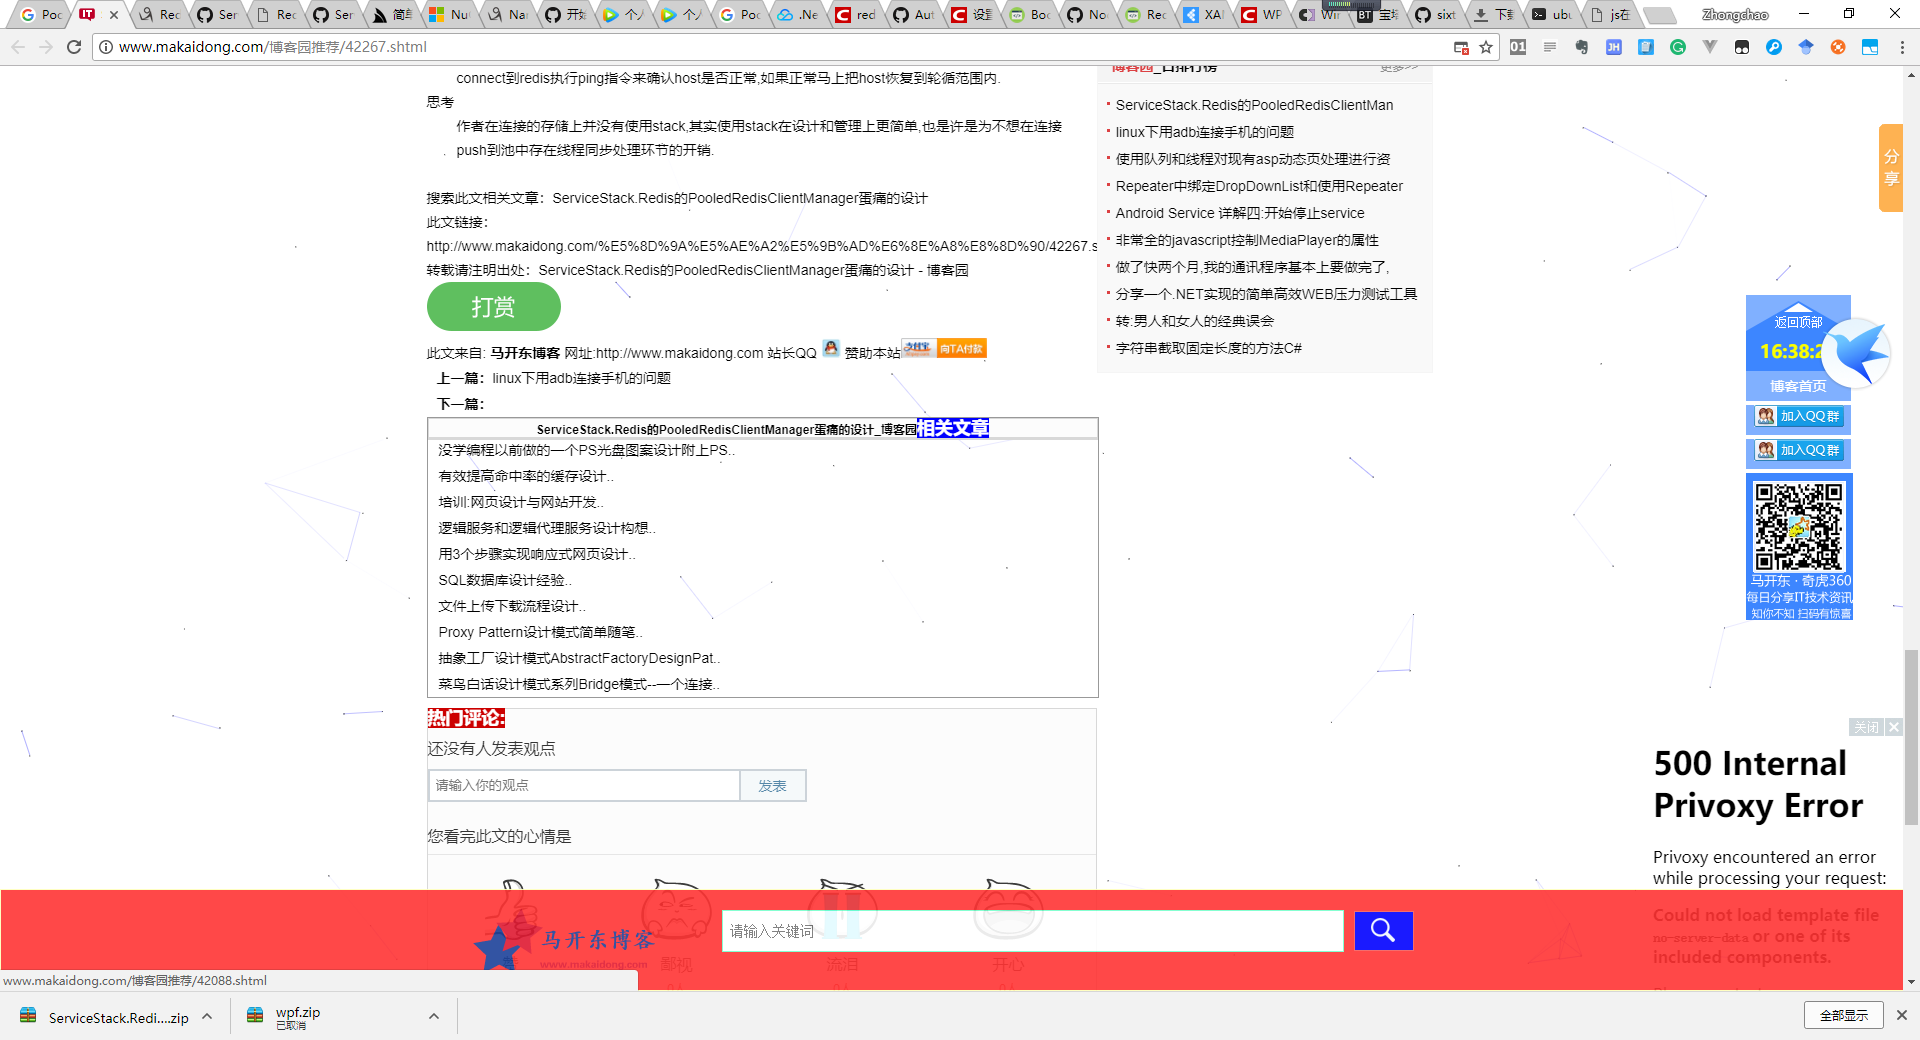 Poc
IT
Rec
Ser
Rec
Ser
简单
Nu
Nar
开始
个人
个人
Poc
.Ne
red
Aut
设置
Boo
No
Rec
XAI
WP
Wir
宝塔
sixt
下载
ubu
js在
Zhongchao
www.makaidong.com/博客园推荐/42267.shtml
connect到redis执行ping指令来确认host是否正常,如果正常马上把host恢复到轮循范围内.
思考
作者在连接的存储上并没有使用stack,其实使用stack在设计和管理上更简单,也是许是为不想在连接
push到池中存在线程同步处理环节的开销.
搜索此文相关文章：ServiceStack.Redis的PooledRedisClientManager蛋痛的设计
此文链接：
http://www.makaidong.com/%E5%8D%9A%E5%AE%A2%E5%9B%AD%E6%8E%A8%E8%8D%90/42267.s
转载请注明出处：ServiceStack.Redis的PooledRedisClientManager蛋痛的设计 - 博客园
打赏
此文来自: 马开东博客 网址:http://www.makaidong.com 站长QQ 赞助本站 支付宝 向TA付款
上一篇：linux下用adb连接手机的问题
下一篇：
ServiceStack.Redis的PooledRedisClientManager蛋痛的设计_博客园相关文章
没学编程以前做的一个PS光盘图案设计附上PS..
有效提高命中率的缓存设计..
培训:网页设计与网站开发..
逻辑服务和逻辑代理服务设计构想..
用3个步骤实现响应式网页设计..
SQL数据库设计经验..
文件上传下载流程设计..
Proxy Pattern设计模式简单随笔..
抽象工厂设计模式AbstractFactoryDesignPat..
菜鸟白话设计模式系列Bridge模式--一个连接..
热门评论:
还没有人发表观点
请输入你的观点
发表
您看完此文的心情是
博客园_日排行榜
更多>>
ServiceStack.Redis的PooledRedisClientMan
linux下用adb连接手机的问题
使用队列和线程对现有asp动态页处理进行资
Repeater中绑定DropDownList和使用Repeater
Android Service 详解四:开始停止service
非常全的javascript控制MediaPlayer的属性
做了快两个月,我的通讯程序基本上要做完了,
分享一个.NET实现的简单高效WEB压力测试工具
转:男人和女人的经典误会
字符串截取固定长度的方法C#
分享
返回顶部
16:38:2
博客首页
加入QQ群
加入QQ群
马开东 · 奇虎360
每日分享IT技术资讯
知你不知 扫码有惊喜
关闭
500 Internal
Privoxy Error
Privoxy encountered an error
while processing your request:
Could not load template file
no-server-data or one of its
included components.
马开东博客
www.makaidong.com
请输入关键词
鄙视
流泪
开心
www.makaidong.com/博客园推荐/42088.shtml
ServiceStack.Redi....zip
wpf.zip
已取消
全部显示